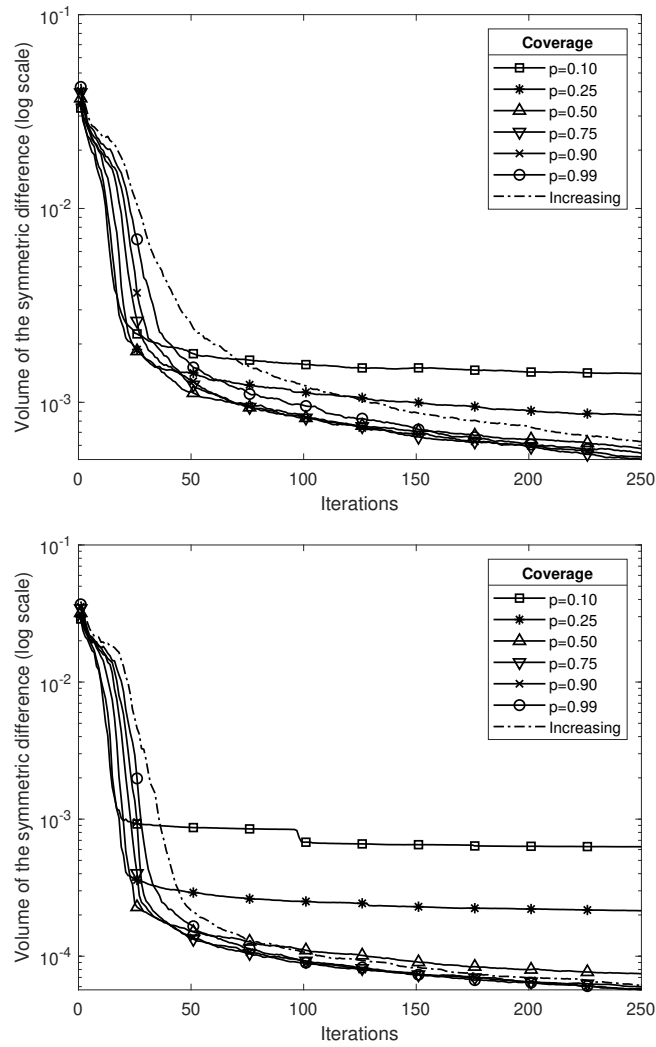 10^-1
10^-2
10^-3
Volume of the symmetric difference (log scale)
0 50 100 150 200 250
Iterations
Coverage
p=0.10
p=0.25
p=0.50
p=0.75
p=0.90
p=0.99
Increasing
10^-1
10^-2
10^-3
10^-4
Volume of the symmetric difference (log scale)
0 50 100 150 200 250
Iterations
Coverage
p=0.10
p=0.25
p=0.50
p=0.75
p=0.90
p=0.99
Increasing